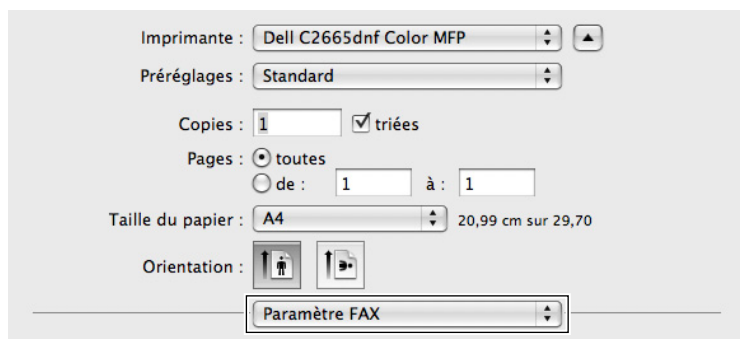 Imprimante : Dell C2665dnf Color MFP
Préréglages : Standard
Copies : 1 triées
Pages : toutes
de : 1 à : 1
Taille du papier : A4 20,99 cm sur 29,70
Orientation :
Paramètre FAX